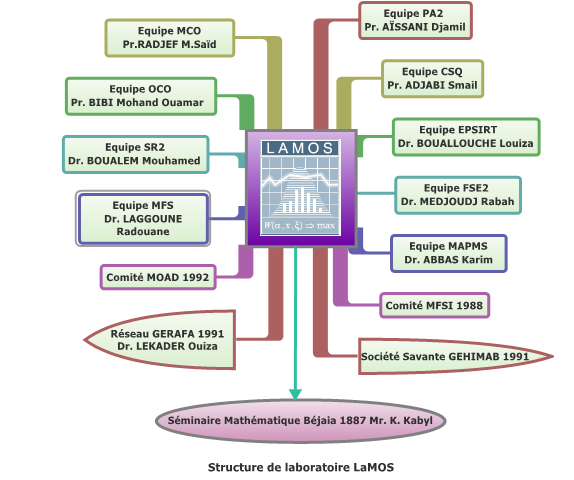 Equipe MCO
Pr.RADJEF M.Saïd
Equipe PA2
Pr. AÏSSANI Djamil
Equipe OCO
Pr. BIBI Mohand Ouamar
Equipe CSQ
Pr. ADJABI Smail
Equipe SR2
Dr. BOUALEM Mouhamed
Equipe EPSIRT
Dr. BOUALLOUCHE Louiza
LAMOS
W(α,x,ξ)⇒max
Equipe MFS
Dr. LAGGOUNE
Radouane
Equipe FSE2
Dr. MEDJOUDJ Rabah
Equipe MAPMS
Dr. ABBAS Karim
Comité MOAD 1992
Comité MFSI 1988
Réseau GERAFA 1991
Dr. LEKADER Ouiza
Société Savante GEHIMAB 1991
Séminaire Mathématique Béjaia 1887 Mr. K. Kabyl
Structure de laboratoire LaMOS